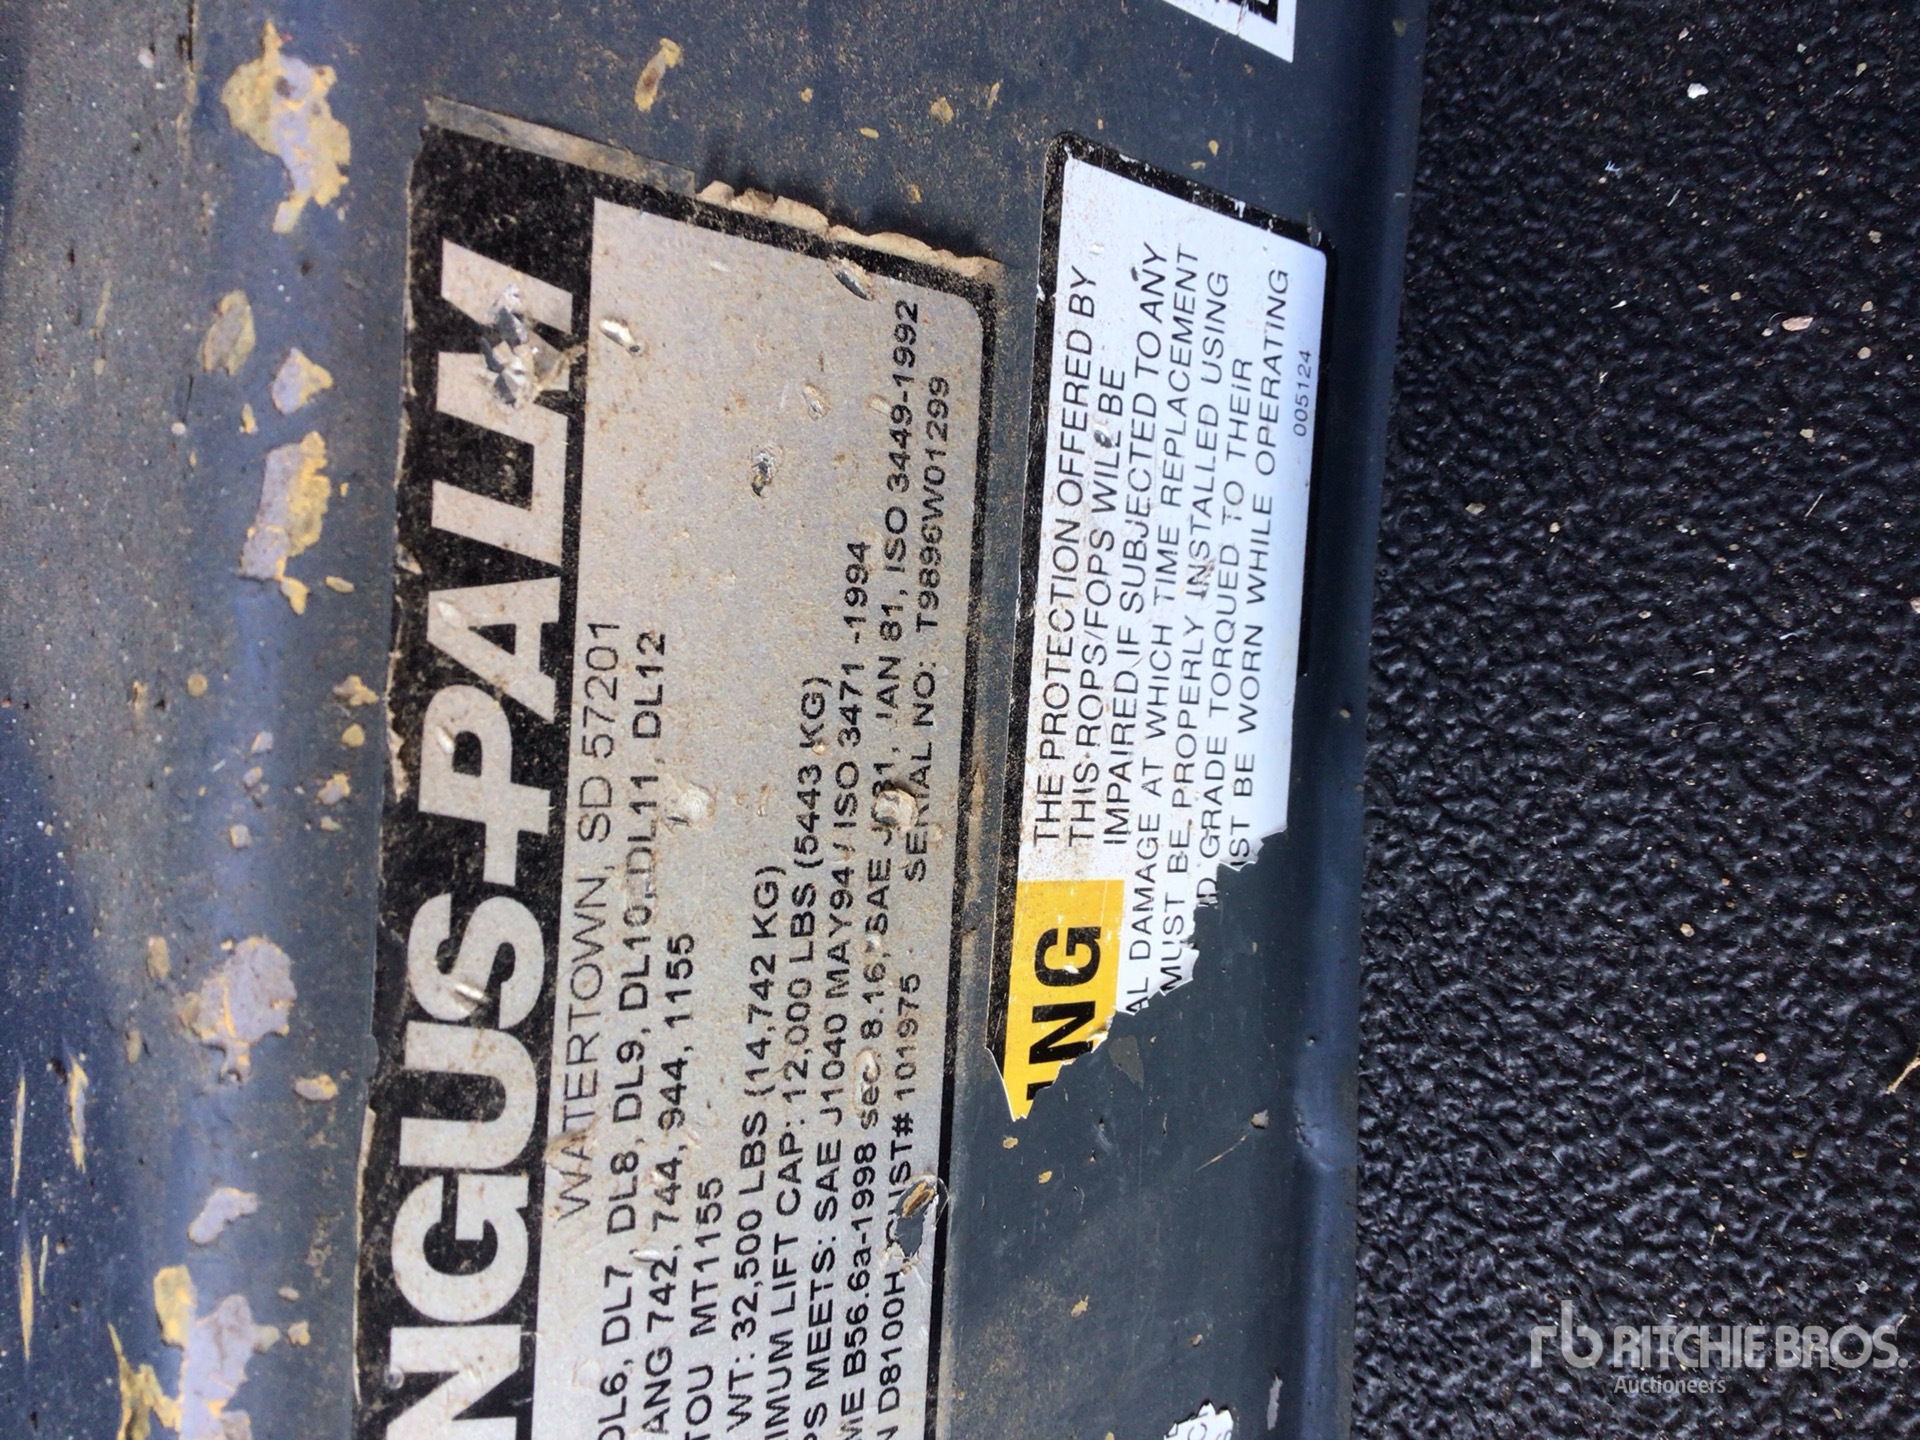 NGUS-PALM
WATERTOWN, SD 57201
DL6, DL7, DL8, DL9, DL10, DL11, DL12
ANG 742, 744, 944, 1155
TOU MT1155
WT: 32,500 LBS (14,742 KG)
IMUM LIFT CAP: 12,000 LBS (5443 KG)
PS MEETS: SAE J1040 MAY94 / ISO 3471 -1994
ME B56.6a-1998 sec 8.16, SAE JAN 81, ISO 3449-1992
N D8100H CUST# 101975 SERIAL NO: T9896W01299
ING
THE PROTECTION OFFERED BY
THIS ROPS/FOPS WILL BE
IMPAIRED IF SUBJECTED TO ANY
AL DAMAGE AT WHICH TIME REPLACEMENT
MUST BE PROPERLY INSTALLED USING
D GRADE TORQUED TO THEIR
IST BE WORN WHILE OPERATING
005124
rb RITCHIE BROS.
Auctioneers